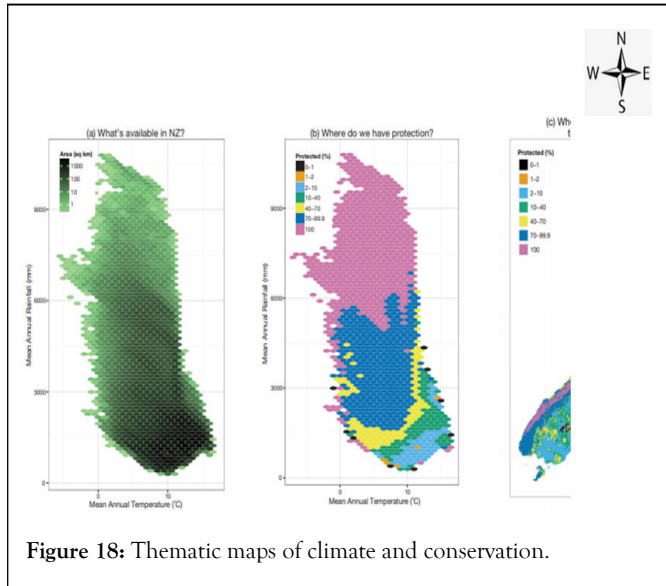 N
W E
S
(a) What's available in NZ?
Area (sq km)
1000
100
10
1
9000
6000
3000
0
Mean Annual Rainfall (mm)
0 10
Mean Annual Temperature (°C)
(b) Where do we have protection?
Protected (%)
0-1
1-2
2-10
10-40
40-70
70-99.9
100
9000
6000
3000
0
Mean Annual Rainfall (mm)
0 10
Mean Annual Temperature (°C)
(c) Wh
t
Protected (%)
0-1
1-2
2-10
10-40
40-70
70-99.9
100
Figure 18: Thematic maps of climate and conservation.